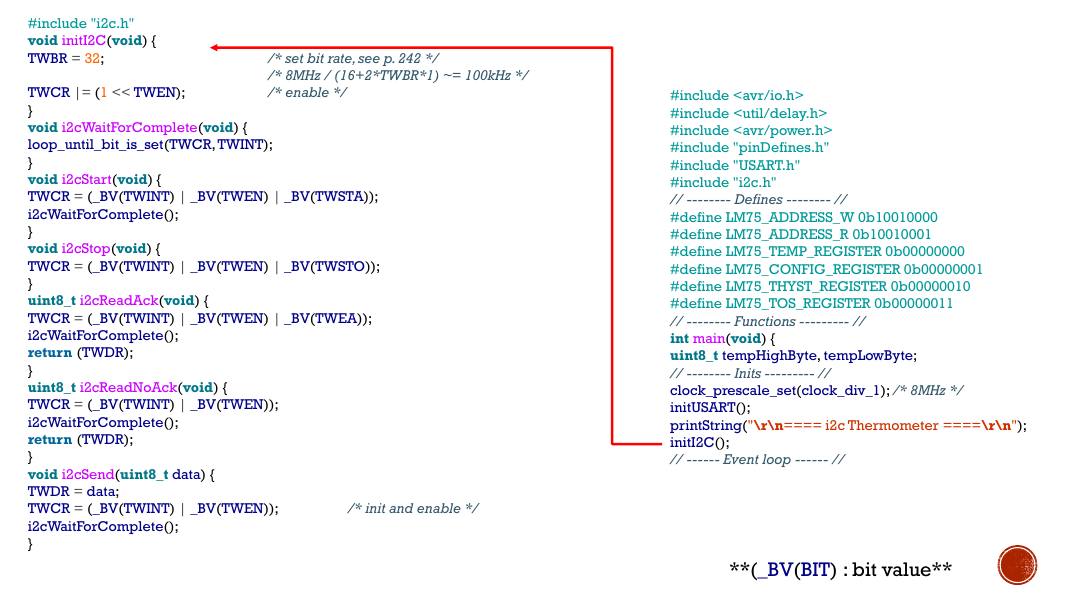 #include "i2c.h"
void initI2C(void) {
TWBR = 32; /* set bit rate, see p. 242 */
/* 8MHz / (16+2*TWBR*1) ~= 100kHz */
TWCR |= (1 << TWEN); /* enable */
}
void i2cWaitForComplete(void) {
loop_until_bit_is_set(TWCR, TWINT);
}
void i2cStart(void) {
TWCR = (_BV(TWINT) | _BV(TWEN) | _BV(TWSTA));
i2cWaitForComplete();
}
void i2cStop(void) {
TWCR = (_BV(TWINT) | _BV(TWEN) | _BV(TWSTO));
}
uint8_t i2cReadAck(void) {
TWCR = (_BV(TWINT) | _BV(TWEN) | _BV(TWEA));
i2cWaitForComplete();
return (TWDR);
}
uint8_t i2cReadNoAck(void) {
TWCR = (_BV(TWINT) | _BV(TWEN));
i2cWaitForComplete();
return (TWDR);
}
void i2cSend(uint8_t data) {
TWDR = data;
TWCR = (_BV(TWINT) | _BV(TWEN)); /* init and enable */
i2cWaitForComplete();
}
#include <avr/io.h>
#include <util/delay.h>
#include <avr/power.h>
#include "pinDefines.h"
#include "USART.h"
#include "i2c.h"
// -------- Defines -------- //
#define LM75_ADDRESS_W 0b10010000
#define LM75_ADDRESS_R 0b10010001
#define LM75_TEMP_REGISTER 0b00000000
#define LM75_CONFIG_REGISTER 0b00000001
#define LM75_THYST_REGISTER 0b00000010
#define LM75_TOS_REGISTER 0b00000011
// -------- Functions --------- //
int main(void) {
uint8_t tempHighByte, tempLowByte;
// -------- Inits --------- //
clock_prescale_set(clock_div_1); /* 8MHz */
initUSART();
printString("\r\n==== i2c Thermometer ====\r\n");
initI2C();
// ------ Event loop ------ //
**(_BV(BIT) : bit value**